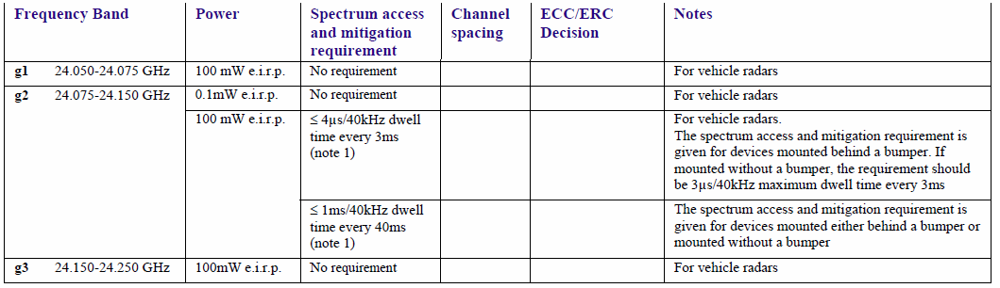 Frequency Band Power Spectrum access Channel ECC/ERC Notes
and mitigation spacing Decision
requirement
g1 24.050-24.075 GHz 100 mW e.i.r.p. No requirement For vehicle radars
g2 24.075-24.150 GHz 0.1mW e.i.r.p. No requirement For vehicle radars
100 mW e.i.r.p. ≤ 4µs/40kHz dwell For vehicle radars.
time every 3ms The spectrum access and mitigation requirement is
(note 1) given for devices mounted behind a bumper. If
mounted without a bumper, the requirement should
be 3µs/40kHz maximum dwell time every 3ms
≤ 1ms/40kHz dwell The spectrum access and mitigation requirement is
time every 40ms given for devices mounted either behind a bumper or
(note 1) mounted without a bumper
g3 24.150-24.250 GHz 100mW e.i.r.p. No requirement For vehicle radars